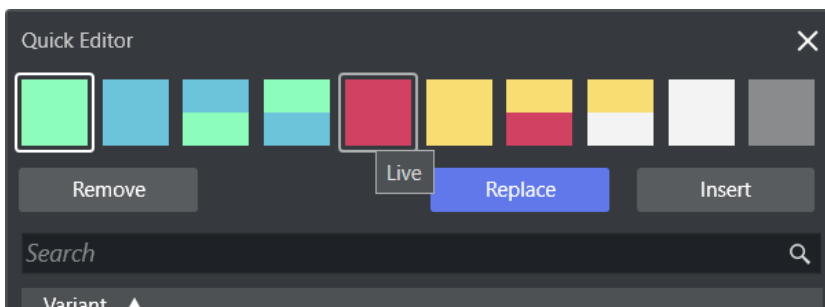 Quick Editor
Live
Remove
Replace
Insert
Search
Variant